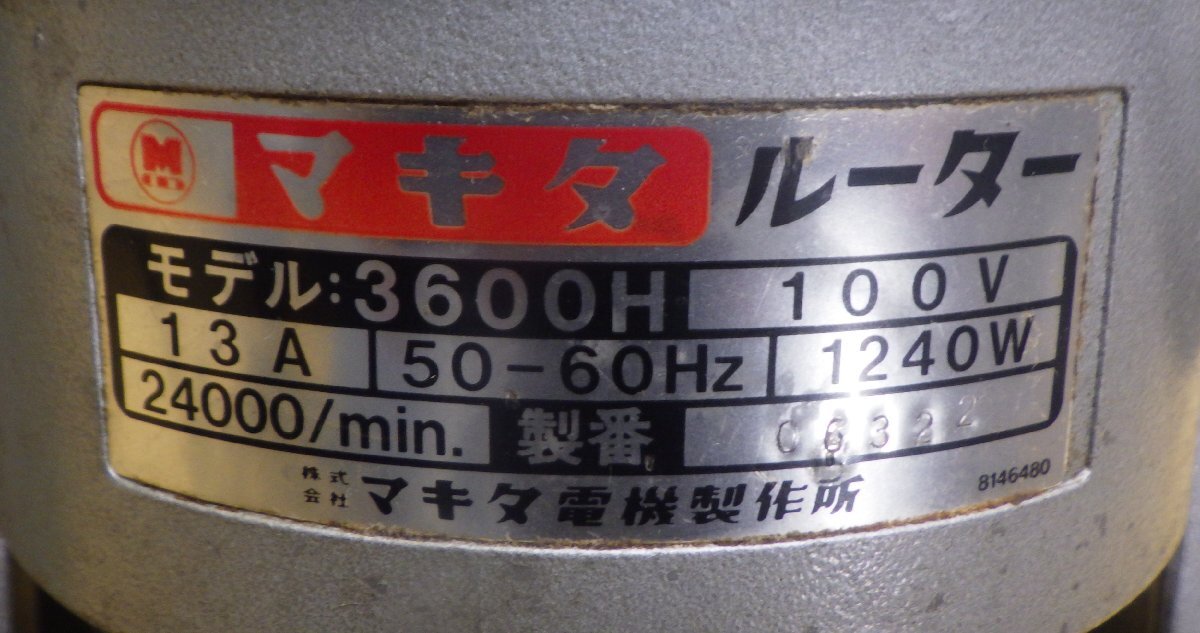 M
マキタ ルーター
モデル:3600H 100V
13A 50-60Hz 1240W
24000/min. 製番 C6322
株式会社 マキタ電機製作所
8146480